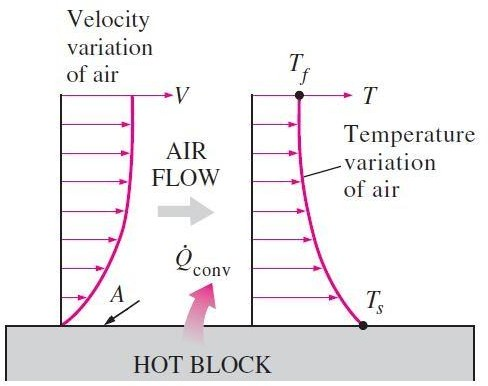 Velocity
variation
of air
V
T_f
T
Temperature
variation
of air
AIR
FLOW
Q̇_conv
A
T_s
HOT BLOCK